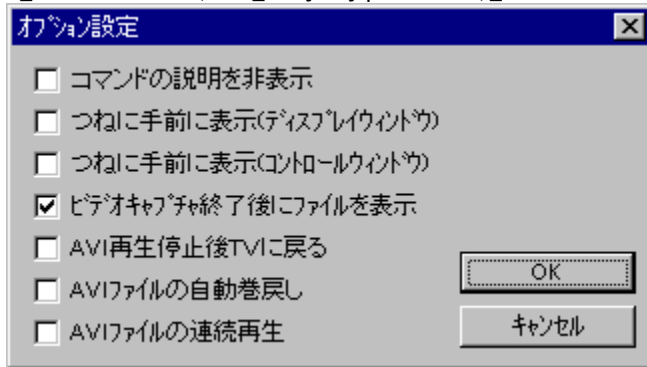 ｵﾌﾟｼｮﾝ設定
コマンドの説明を非表示
つねに手前に表示(ﾃﾞｨｽﾌﾟﾚｲｳｨﾝﾄﾞｳ)
つねに手前に表示(ｺﾝﾄﾛｰﾙｳｨﾝﾄﾞｳ)
ﾋﾞﾃﾞｵｷｬﾌﾟﾁｬ終了後にﾌｧｲﾙを表示
AVI再生停止後TVに戻る
AVIﾌｧｲﾙの自動巻戻し
AVIﾌｧｲﾙの連続再生
OK
ｷｬﾝｾﾙ